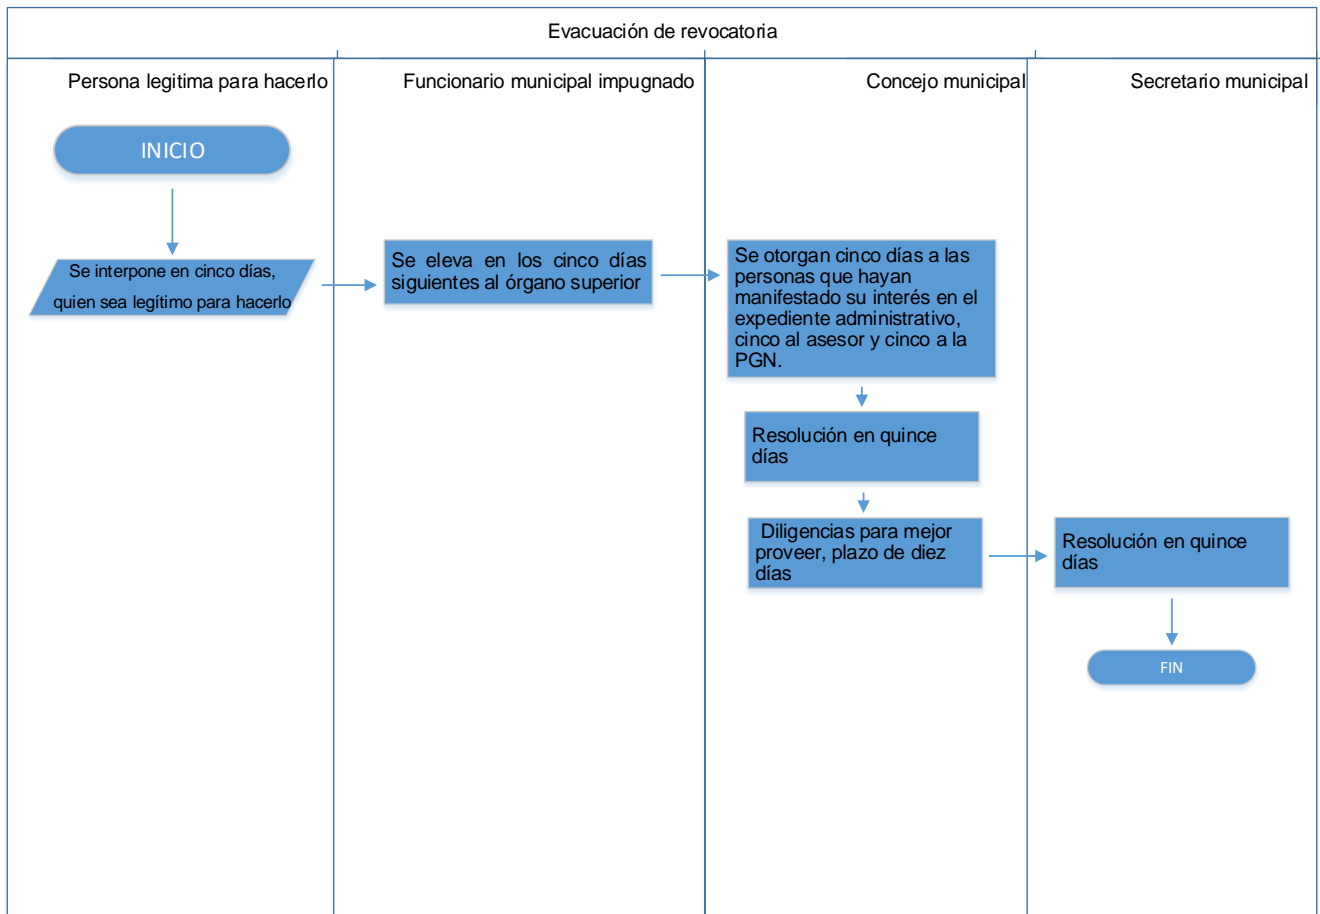 Evacuación de revocatoria
Persona legitima para hacerlo
Funcionario municipal impugnado
Concejo municipal
Secretario municipal
INICIO
Se interpone en cinco días,
quien sea legítimo para hacerlo
Se eleva en los cinco días
siguientes al órgano superior
Se otorgan cinco días a las
personas que hayan
manifestado su interés en el
expediente administrativo,
cinco al asesor y cinco a la
PGN.
Resolución en quince
días
Diligencias para mejor
proveer, plazo de diez
días
Resolución en quince
días
FIN